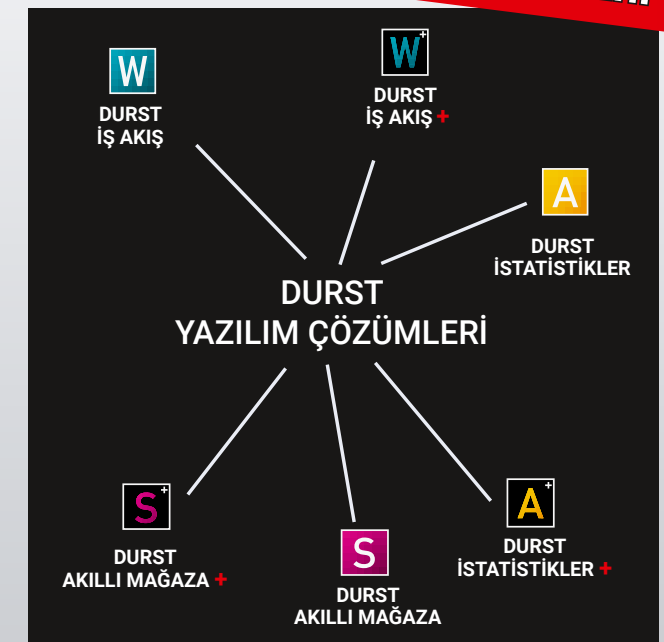 W
DURST
İŞ AKIŞ
W+
DURST
İŞ AKIŞ +
A
DURST
İSTATİSTİKLER
DURST
YAZILIM ÇÖZÜMLERİ
S+
DURST
AKILLI MAĞAZA +
S
DURST
AKILLI MAĞAZA
A+
DURST
İSTATİSTİKLER +